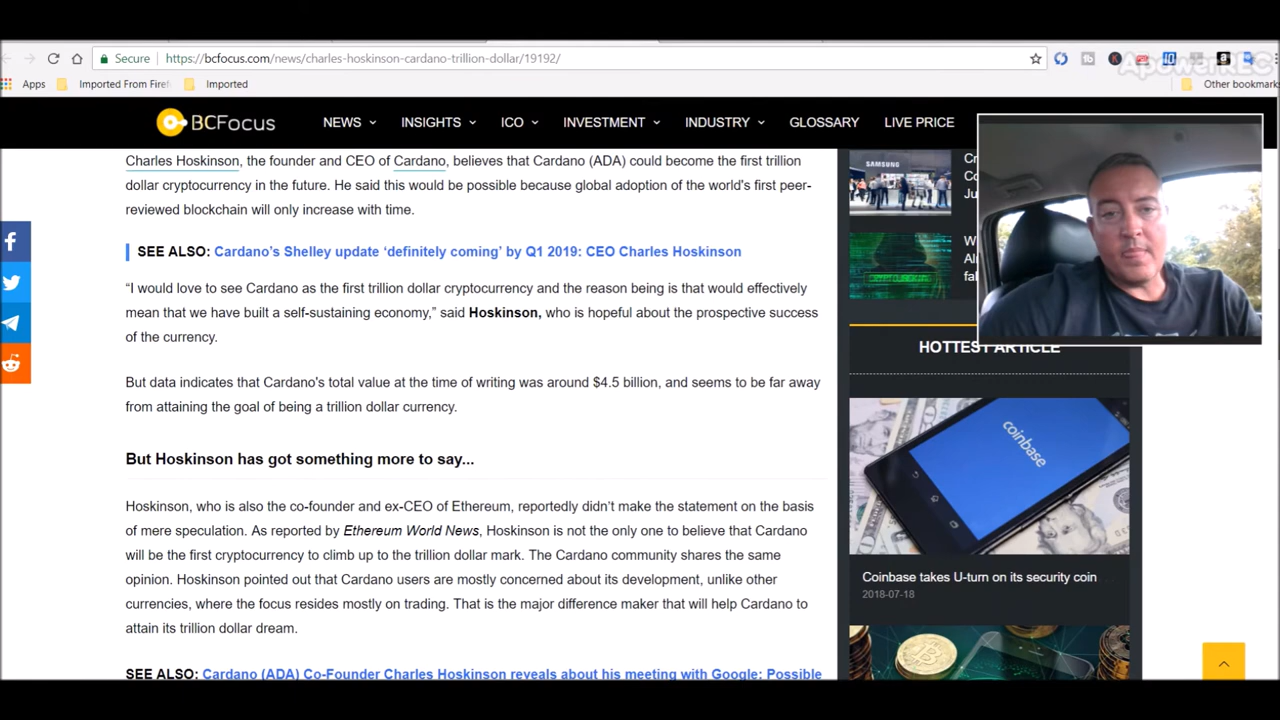 Secure
https://bcfocus.com/news/charles-hoskinson-cardano-trillion-dollar/19192/
ApowerREC
Apps
Imported From Firef
Imported
Other bookmarks
BCFocus
NEWS
INSIGHTS
ICO
INVESTMENT
INDUSTRY
GLOSSARY
LIVE PRICE
Charles Hoskinson, the founder and CEO of Cardano, believes that Cardano (ADA) could become the first trillion
dollar cryptocurrency in the future. He said this would be possible because global adoption of the world's first peer-
reviewed blockchain will only increase with time.
SEE ALSO: Cardano's Shelley update ‘definitely coming’ by Q1 2019: CEO Charles Hoskinson
“I would love to see Cardano as the first trillion dollar cryptocurrency and the reason being is that would effectively
mean that we have built a self-sustaining economy,” said Hoskinson, who is hopeful about the prospective success
of the currency.
But data indicates that Cardano's total value at the time of writing was around $4.5 billion, and seems to be far away
from attaining the goal of being a trillion dollar currency.
But Hoskinson has got something more to say...
Hoskinson, who is also the co-founder and ex-CEO of Ethereum, reportedly didn't make the statement on the basis
of mere speculation. As reported by Ethereum World News, Hoskinson is not the only one to believe that Cardano
will be the first cryptocurrency to climb up to the trillion dollar mark. The Cardano community shares the same
opinion. Hoskinson pointed out that Cardano users are mostly concerned about its development, unlike other
currencies, where the focus resides mostly on trading. That is the major difference maker that will help Cardano to
attain its trillion dollar dream.
SEE ALSO: Cardano (ADA) Co-Founder Charles Hoskinson reveals about his meeting with Google: Possible
SAMSUNG
HOTTEST ARTICLE
coinbase
Coinbase takes U-turn on its security coin
2018-07-18